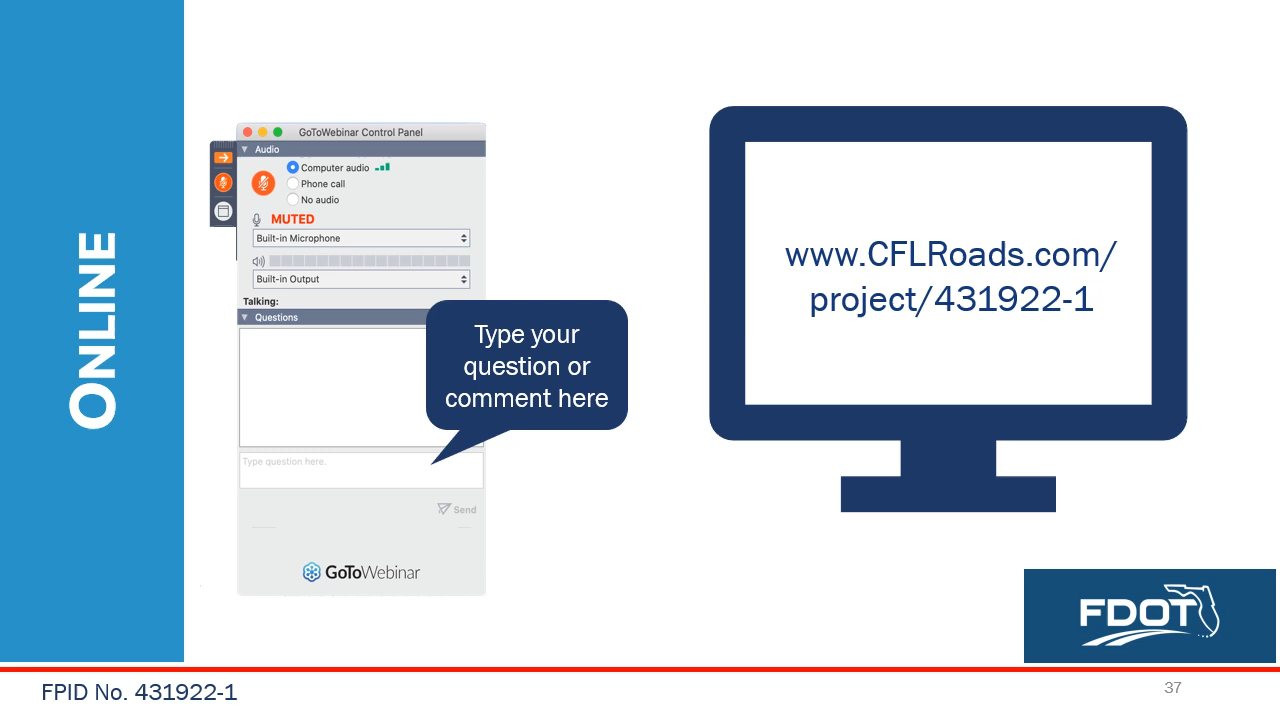 ONLINE
GoToWebinar Control Panel
Audio
Computer audio
Phone call
No audio
MUTED
Built-in Microphone
Built-in Output
Talking:
Questions
Type your
question or
comment here
Type question here.
Send
GoToWebinar
www.CFLRoads.com/
project/431922-1
FDOT
FPID No. 431922-1
37